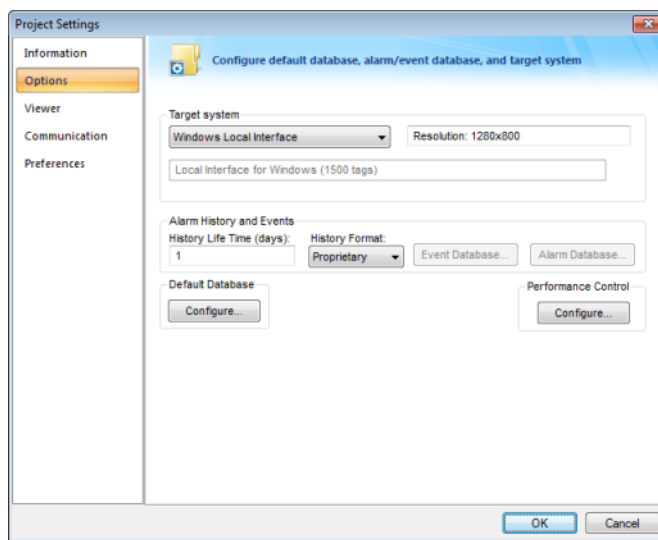 Project Settings
Information
Options
Viewer
Communication
Preferences
Configure default database, alarm/event database, and target system
Target system
Windows Local Interface
Resolution: 1280x800
Local Interface for Windows (1500 tags)
Alarm History and Events
History Life Time (days):
History Format:
1
Proprietary
Event Database...
Alarm Database...
Default Database
Performance Control
Configure...
Configure...
OK
Cancel